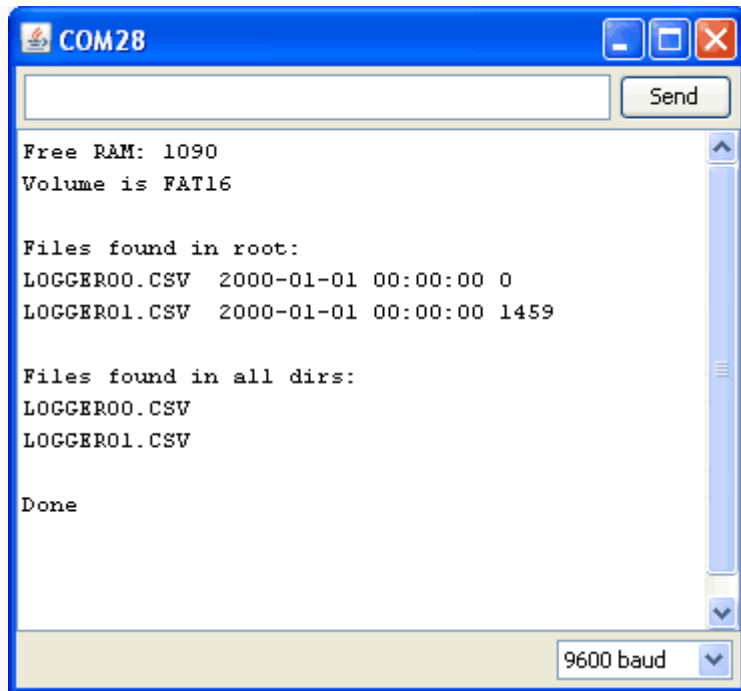 COM28
Send
Free RAM: 1090
Volume is FAT16
Files found in root:
LOGGER00.CSV  2000-01-01 00:00:00 0
LOGGER01.CSV  2000-01-01 00:00:00 1459
Files found in all dirs:
LOGGER00.CSV
LOGGER01.CSV
Done
9600 baud